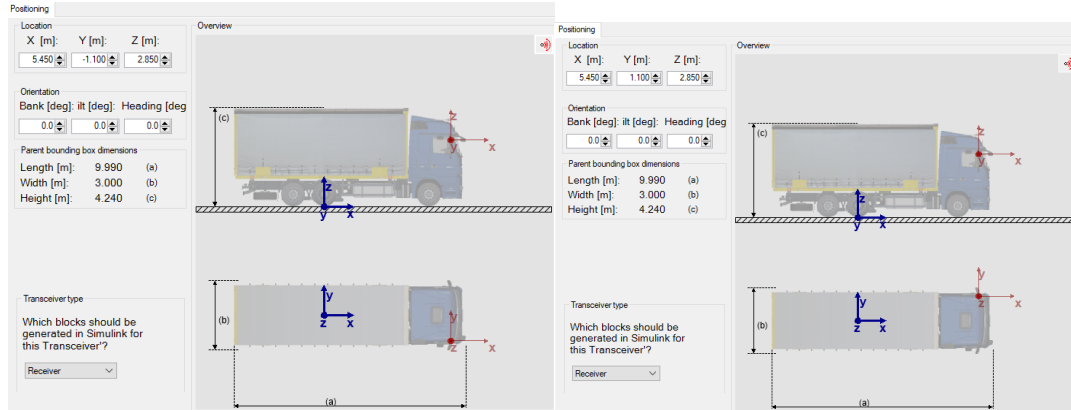 Positioning
Location
X [m]: Y [m]: Z [m]:
5.450 -1.100 2.850
Orientation
Bank [deg]: ilt [deg]: Heading [deg
0.0 0.0 0.0
Parent bounding box dimensions
Length [m]: 9.990 (a)
Width [m]: 3.000 (b)
Height [m]: 4.240 (c)
Transceiver type
Which blocks should be
generated in Simulink for
this Transceiver'?
Receiver
Overview
(c)
z
x
y
z
x
y
(b)
y
z
x
y
z
x
(a)
Positioning
Location
X [m]: Y [m]: Z [m]:
5.450 1.100 2.850
Orientation
Bank [deg]: ilt [deg]: Heading [deg
0.0 0.0 0.0
Parent bounding box dimensions
Length [m]: 9.990 (a)
Width [m]: 3.000 (b)
Height [m]: 4.240 (c)
Transceiver type
Which blocks should be
generated in Simulink for
this Transceiver'?
Receiver
Overview
(c)
z
x
y
z
x
y
y
z
x
(b)
y
z
x
(a)